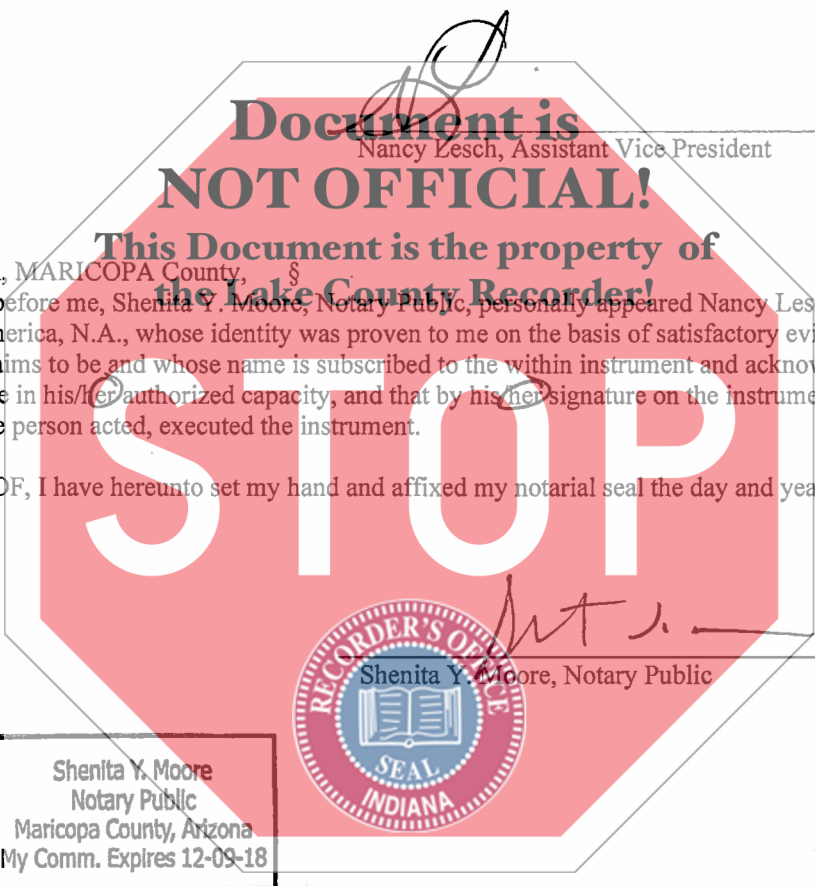 Document is
Nancy Lesch, Assistant Vice President
NOT OFFICIAL!
This Document is the property of
, MARICOPA County, §
the Lake County Recorder!
efore me, Shenita Y. Moore, Notary Public, personally appeared Nancy Les
erica, N.A., whose identity was proven to me on the basis of satisfactory evi
ims to be and whose name is subscribed to the within instrument and acknow
e in his/her authorized capacity, and that by his/her signature on the instrume
e person acted, executed the instrument.
OF, I have hereunto set my hand and affixed my notarial seal the day and yea
STOP
RECORDER'S OFFICE
SEAL
INDIANA
Shenita Y. Moore, Notary Public
Shenita Y. Moore
Notary Public
Maricopa County, Arizona
My Comm. Expires 12-09-18